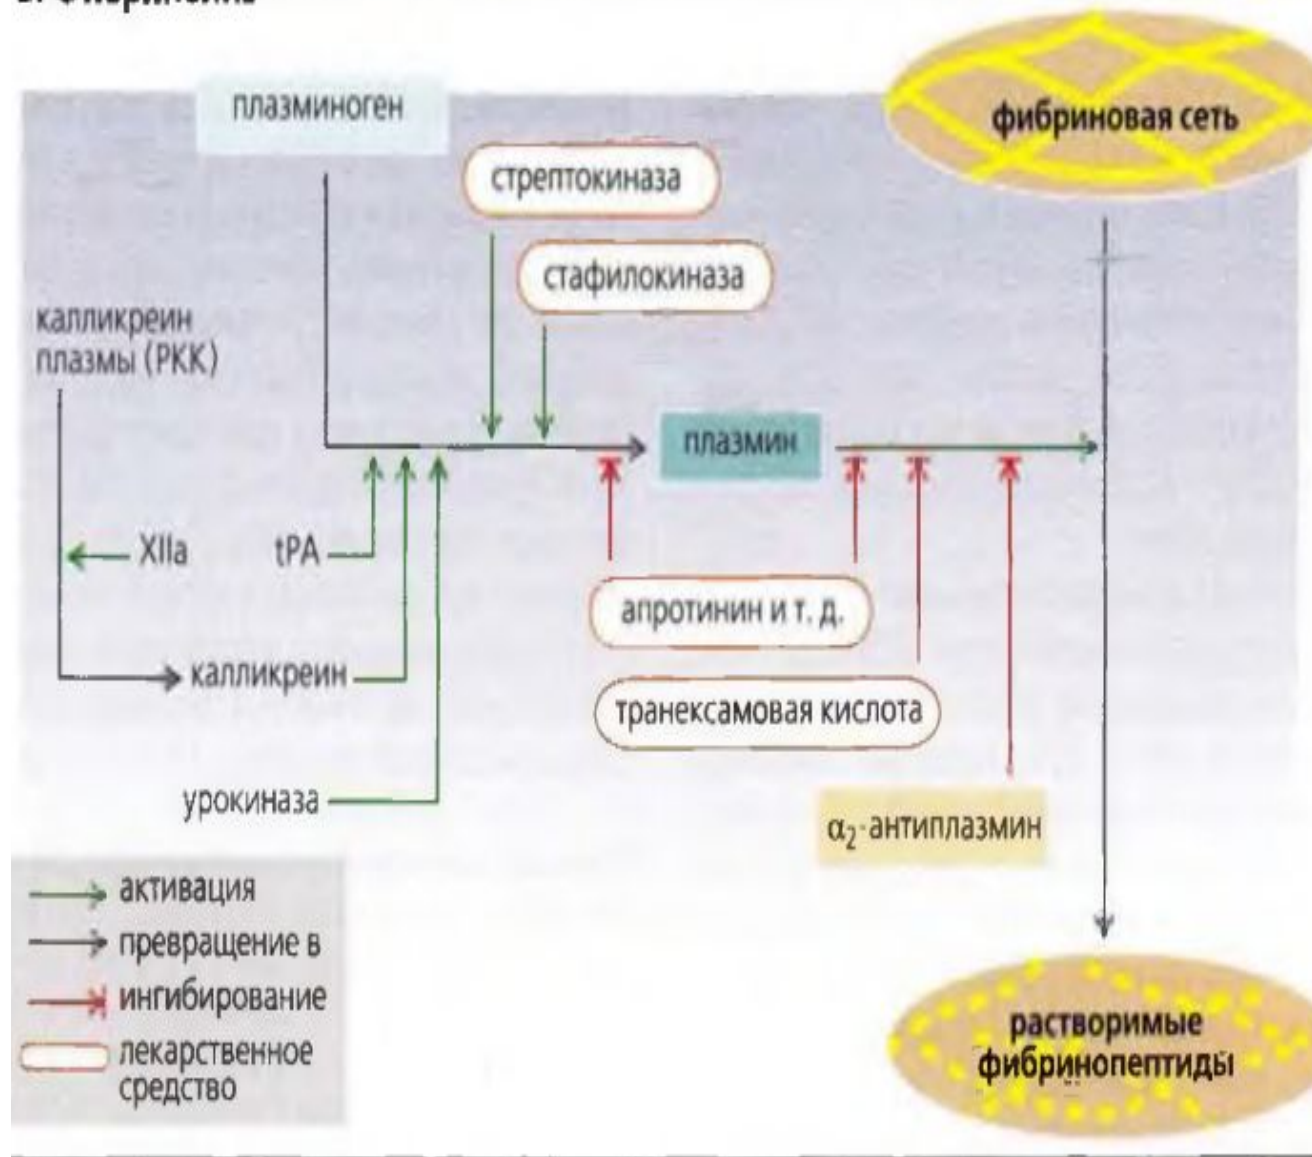 плазминоген
фибриновая сеть
стрептокиназа
стафилокиназа
калликреин
плазмы (РКК)
плазмин
XIIa
tPA
апротинин и т. д.
калликреин
транексамовая кислота
урокиназа
α₂-антиплазмин
активация
превращение в
ингибирование
лекарственное
средство
растворимые
фибринопептиды